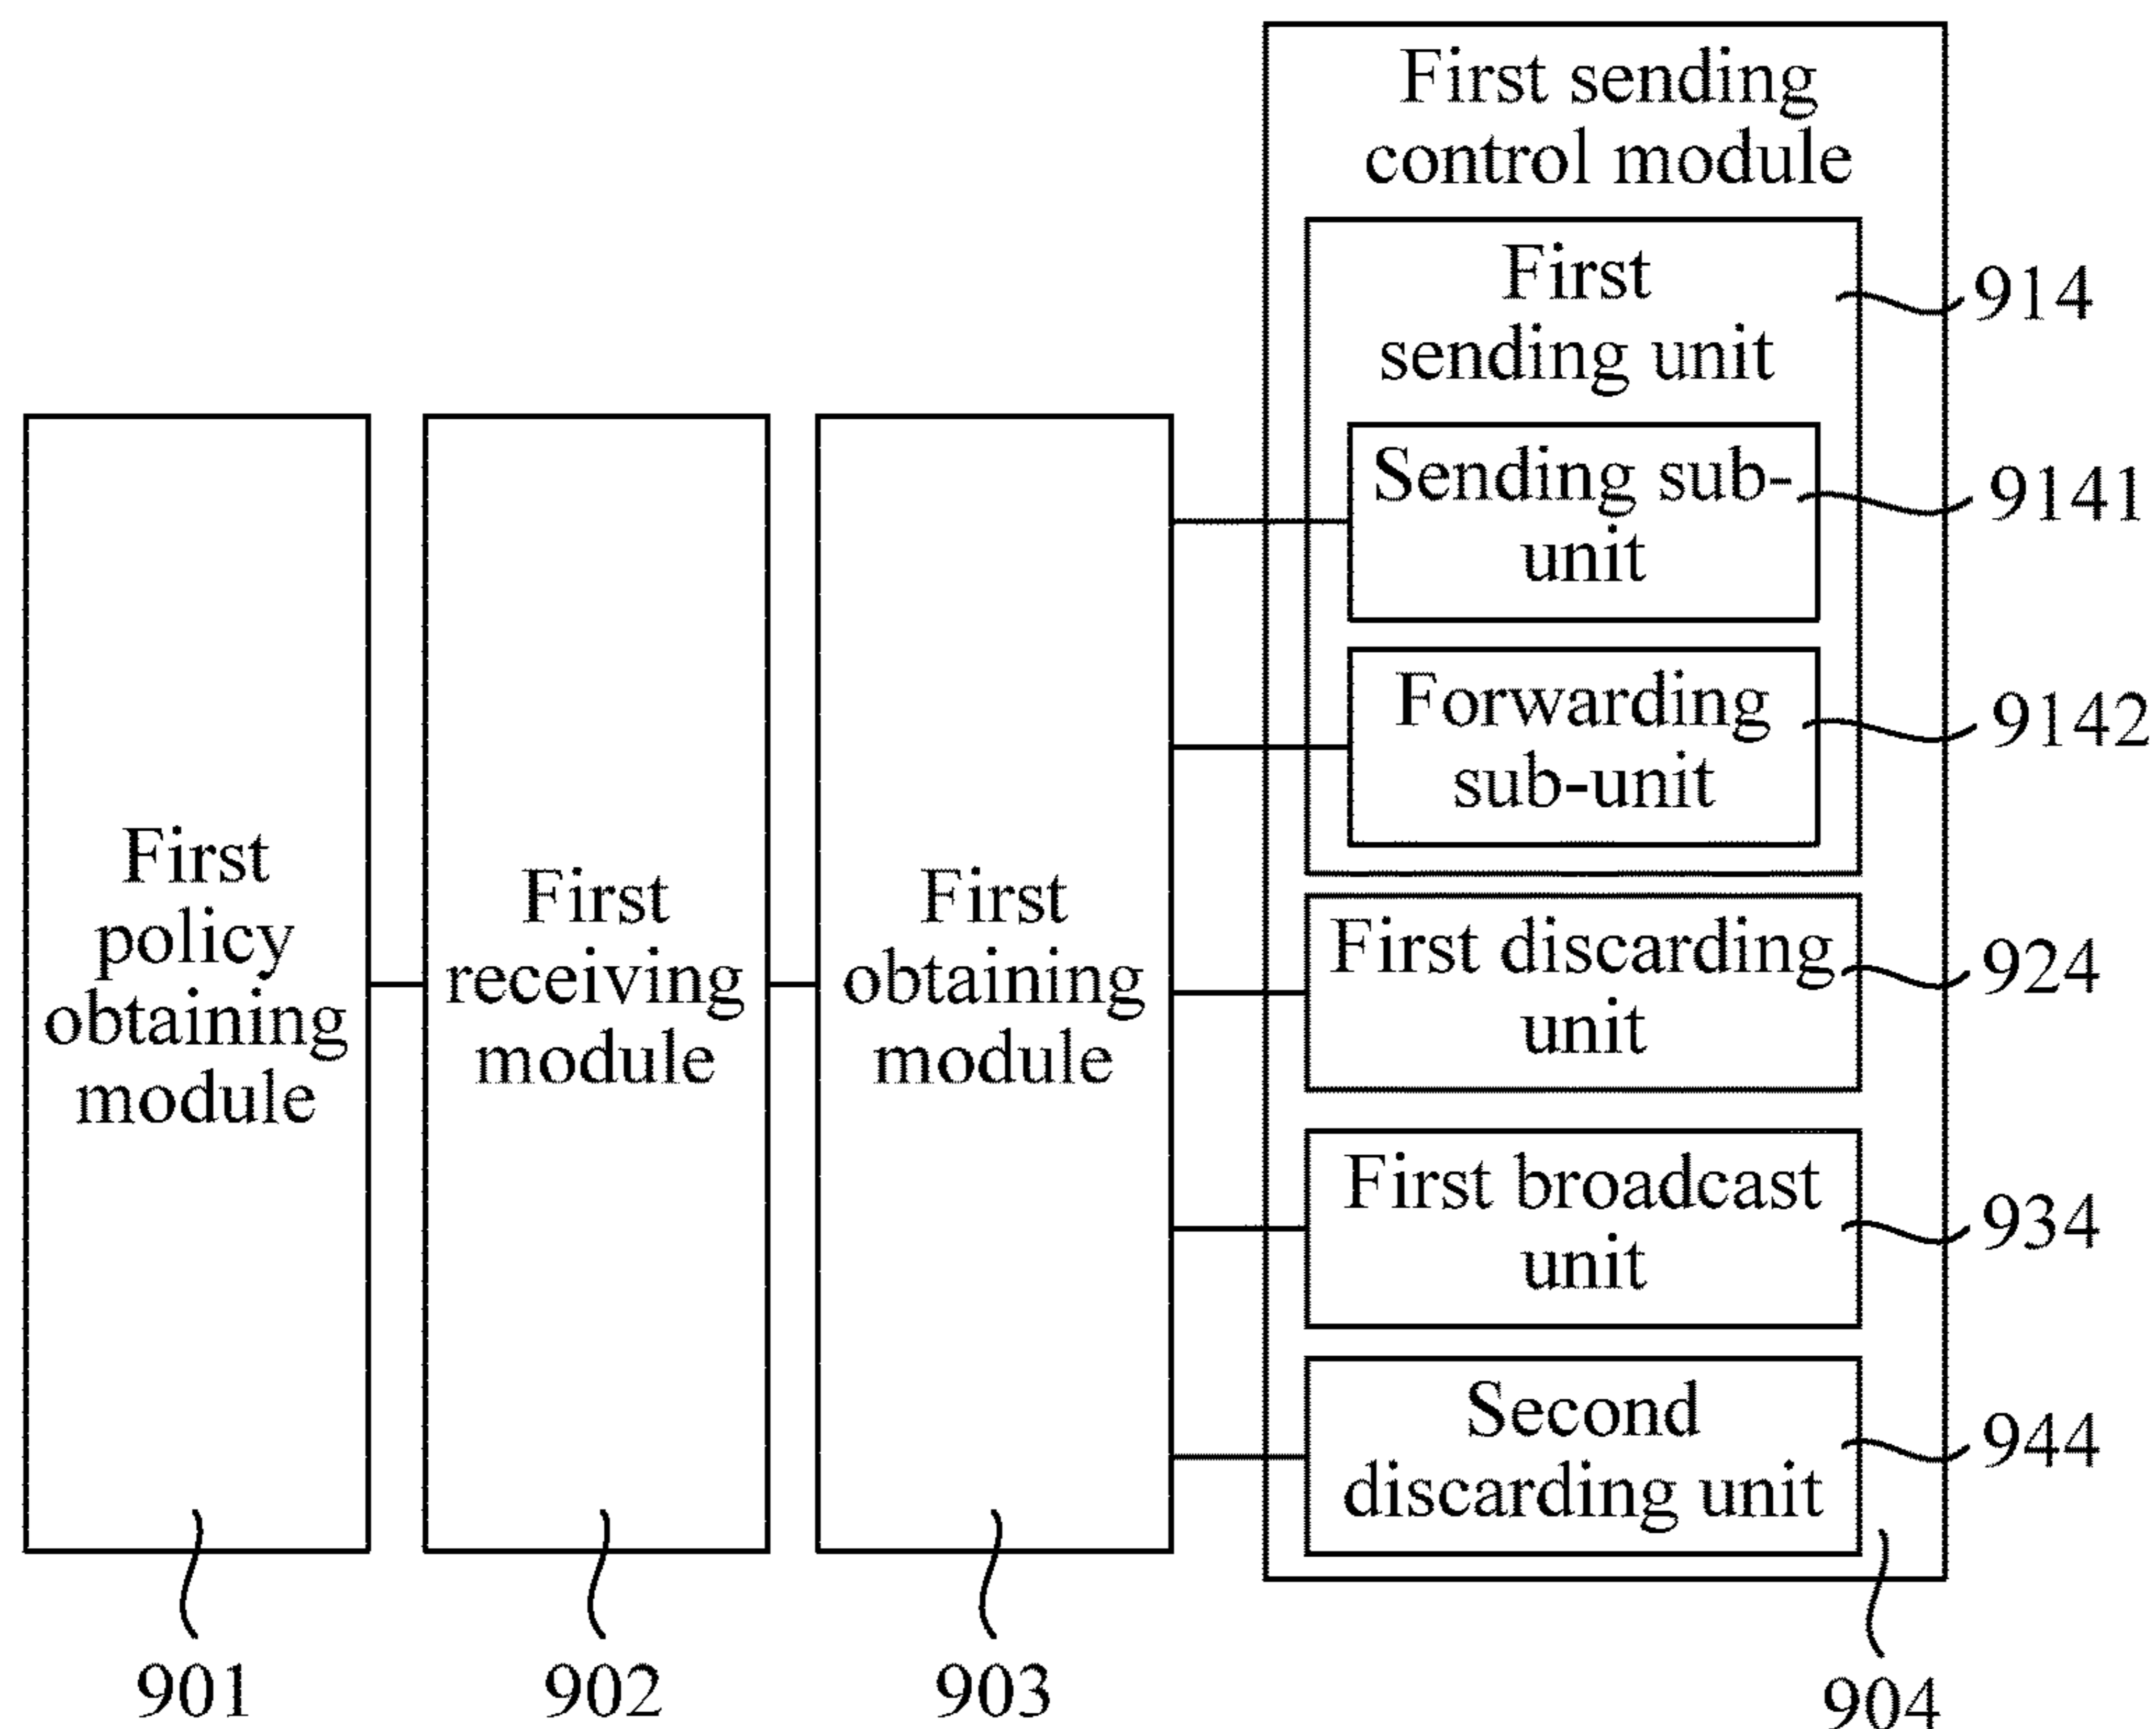 First sending
control module
First
sending unit
914
Sending sub-
unit
9141
Forwarding
sub-unit
9142
First
policy
obtaining
module
First
receiving
module
First
obtaining
module
First discarding
unit
924
First broadcast
unit
934
Second
discarding unit
944
901
902
903
904